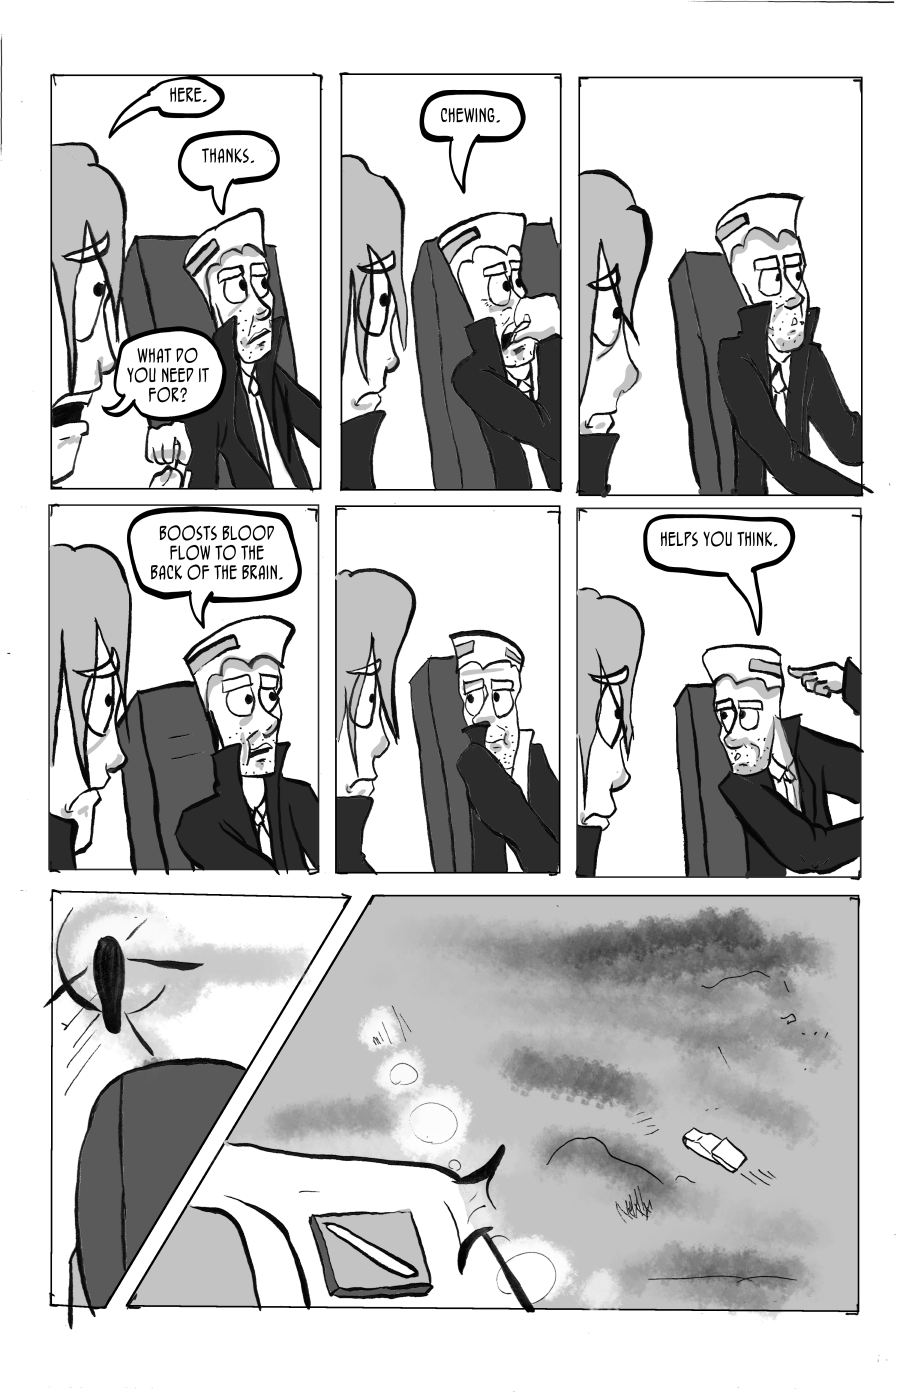 HERE.
THANKS.
WHAT DO
YOU NEED IT
FOR?
CHEWING.
BOOSTS BLOOD
FLOW TO THE
BACK OF THE BRAIN.
HELPS YOU THINK.